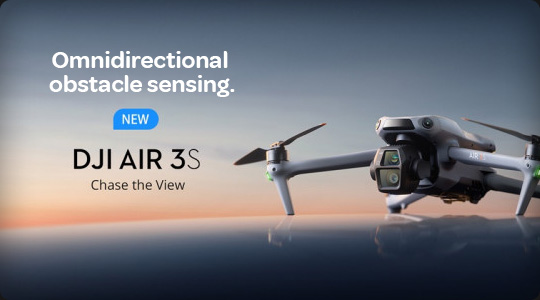 Omnidirectional
obstacle sensing.
NEW
DJI AIR 3S
Chase the View